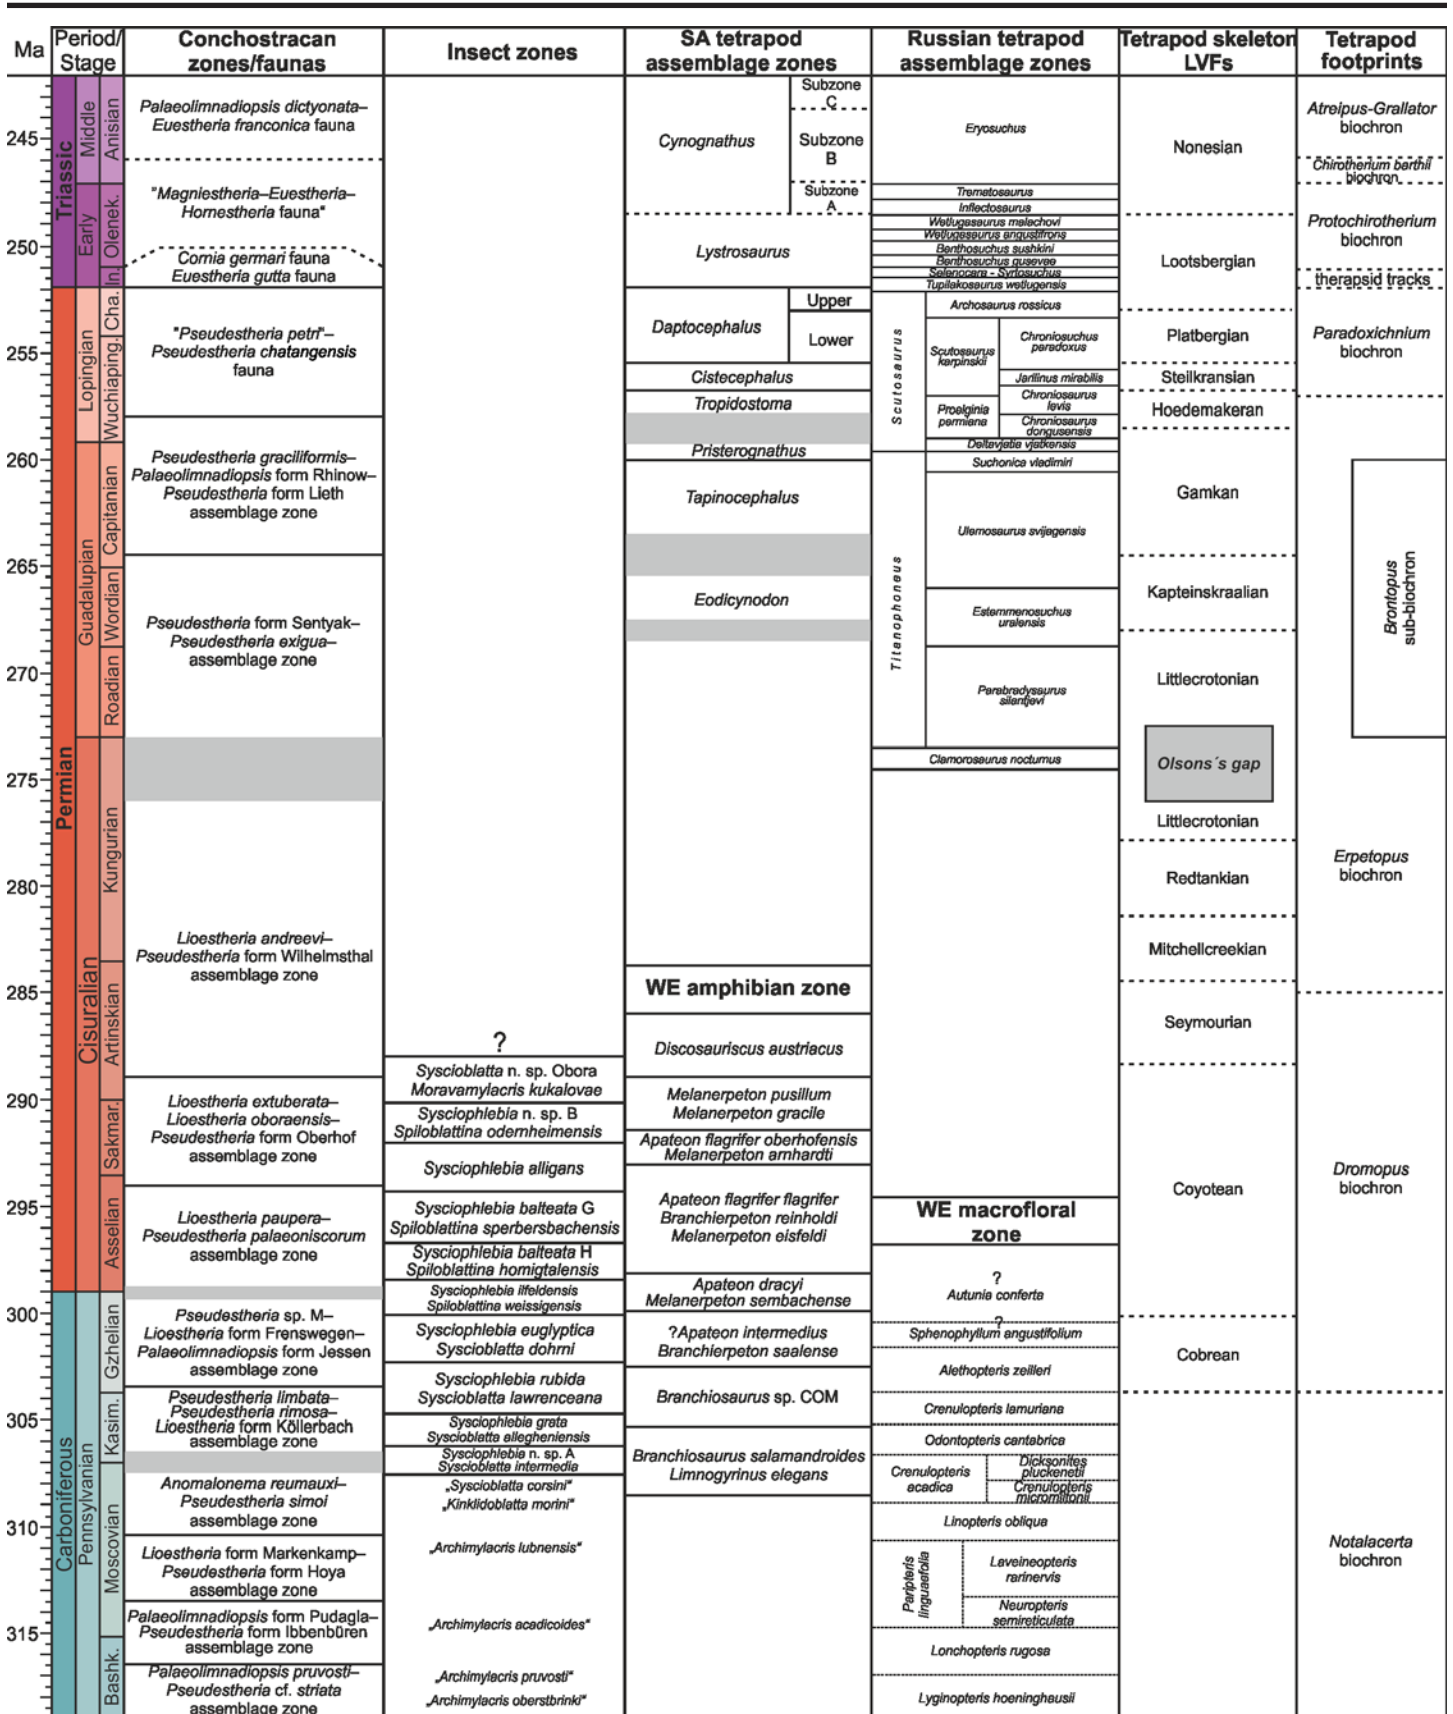 Ma
Period/
Stage
Conchostracan
zones/faunas
Insect zones
SA tetrapod
assemblage zones
Russian tetrapod
assemblage zones
Tetrapod skeleton
LVFs
Tetrapod
footprints
245
250
255
260
265
270
275
280
285
290
295
300
305
310
315
Triassic
Permian
Carboniferous
Middle
Early
Lopingian
Guadalupian
Cisuralian
Pennsylvanian
Anisian
Olenek.
In.
Cha.
Wuchiaping.
Capitanian
Wordian
Roadian
Kungurian
Artinskian
Sakmar.
Asselian
Gzhelian
Kasim.
Moscovian
Bashk.
Palaeolimnadiopsis dictyonata–
Euestheria franconica fauna
"Magniestheria–Euestheria–
Hornestheria fauna"
Cornia germari fauna
Euestheria gutta fauna
"Pseudestheria petri"–
Pseudestheria chatangensis
fauna
Pseudestheria graciliformis–
Palaeolimnadiopsis form Rhinow–
Pseudestheria form Lieth
assemblage zone
Pseudestheria form Sentyak–
Pseudestheria exigua–
assemblage zone
Lioestheria andreevi–
Pseudestheria form Wilhelmsthal
assemblage zone
Lioestheria extuberata–
Lioestheria oboraensis–
Pseudestheria form Oberhof
assemblage zone
Lioestheria paupera–
Pseudestheria palaeoniscorum
assemblage zone
Pseudestheria sp. M–
Lioestheria form Frenswegen–
Palaeolimnadiopsis form Jessen
assemblage zone
Pseudestheria limbata–
Pseudestheria rimosa–
Lioestheria form Köllerbach
assemblage zone
Anomalonema reumauxi–
Pseudestheria simoi
assemblage zone
Lioestheria form Markenkamp–
Pseudestheria form Hoya
assemblage zone
Palaeolimnadiopsis form Pudagla–
Pseudestheria form Ibbenbüren
assemblage zone
Palaeolimnadiopsis pruvosti–
Pseudestheria cf. striata
assemblage zone
?
Syscioblatta n. sp. Obora
Moravamylacris kukalovae
Sysciophlebia n. sp. B
Spiloblattina odernheimensis
Sysciophlebia alligans
Sysciophlebia balteata G
Spiloblattina sperbersbachensis
Sysciophlebia balteata H
Spiloblattina homigtalensis
Sysciophlebia ilfeldensis
Spiloblattina weissigensis
Sysciophlebia euglyptica
Syscioblatta dohrni
Sysciophlebia rubida
Syscioblatta lawrenceana
Sysciophlebia grata
Syscioblatta allegheniensis
Sysciophlebia n. sp. A
Syscioblatta intermedia
„Syscioblatta corsini“
„Kinklidoblatta morini“
„Archimylacris lubnensis“
„Archimylacris acadicoides“
„Archimylacris pruvosti“
„Archimylacris oberstbrinki“
Cynognathus
Subzone
C
Subzone
B
Subzone
A
Lystrosaurus
Daptocephalus
Upper
Lower
Cistecephalus
Tropidostoma
Pristerognathus
Tapinocephalus
Eodicynodon
WE amphibian zone
Discosauriscus austriacus
Melanerpeton pusillum
Melanerpeton gracile
Apateon flagrifer oberhofensis
Melanerpeton arnhardti
Apateon flagrifer flagrifer
Branchierpeton reinholdi
Melanerpeton eisfeldi
Apateon dracyi
Melanerpeton sembachense
?Apateon intermedius
Branchierpeton saalense
Branchiosaurus sp. COM
Branchiosaurus salamandroides
Limnogyrinus elegans
Eryosuchus
Trematosaurus
Inflectosaurus
Wetlugasaurus malachovi
Wetlugasaurus angustifrons
Benthosuchus sushkini
Benthosuchus gusevae
Selenocara - Syrtosuchus
Tupilakosaurus wetlugensis
Scutosaurus
Archosaurus rossicus
Scutosaurus
karpinskii
Chroniosuchus
paradoxus
Jarilinus mirabilis
Proelginia
permiana
Chroniosaurus
levis
Chroniosaurus
dongusensis
Deltavjatia vjatkensis
Titanophoneus
Suchonica vladimiri
Ulemosaurus svijagensis
Estemmenosuchus
uralensis
Parabradysaurus
silantjevi
Clamorosaurus nocturnus
WE macrofloral
zone
?
Autunia conferta
?
Sphenophyllum angustifolium
Alethopteris zeilleri
Crenulopteris lamuriana
Odontopteris cantabrica
Crenulopteris
acadica
Dicksonites
pluckenetii
Crenulopteris
micromiltonii
Linopteris obliqua
Paripteris
linguaefolia
Laveineopteris
rarinervis
Neuropteris
semireticulata
Lonchopteris rugosa
Lyginopteris hoeninghausii
Nonesian
Lootsbergian
Platbergian
Steilkransian
Hoedemakeran
Gamkan
Kapteinskraalian
Littlecrotonian
Olsons´s gap
Littlecrotonian
Redtankian
Mitchellcreekian
Seymourian
Coyotean
Cobrean
Atreipus-Grallator
biochron
Chirotherium barthii
biochron
Protochirotherium
biochron
therapsid tracks
Paradoxichnium
biochron
Brontopus
sub-biochron
Erpetopus
biochron
Dromopus
biochron
Notalacerta
biochron